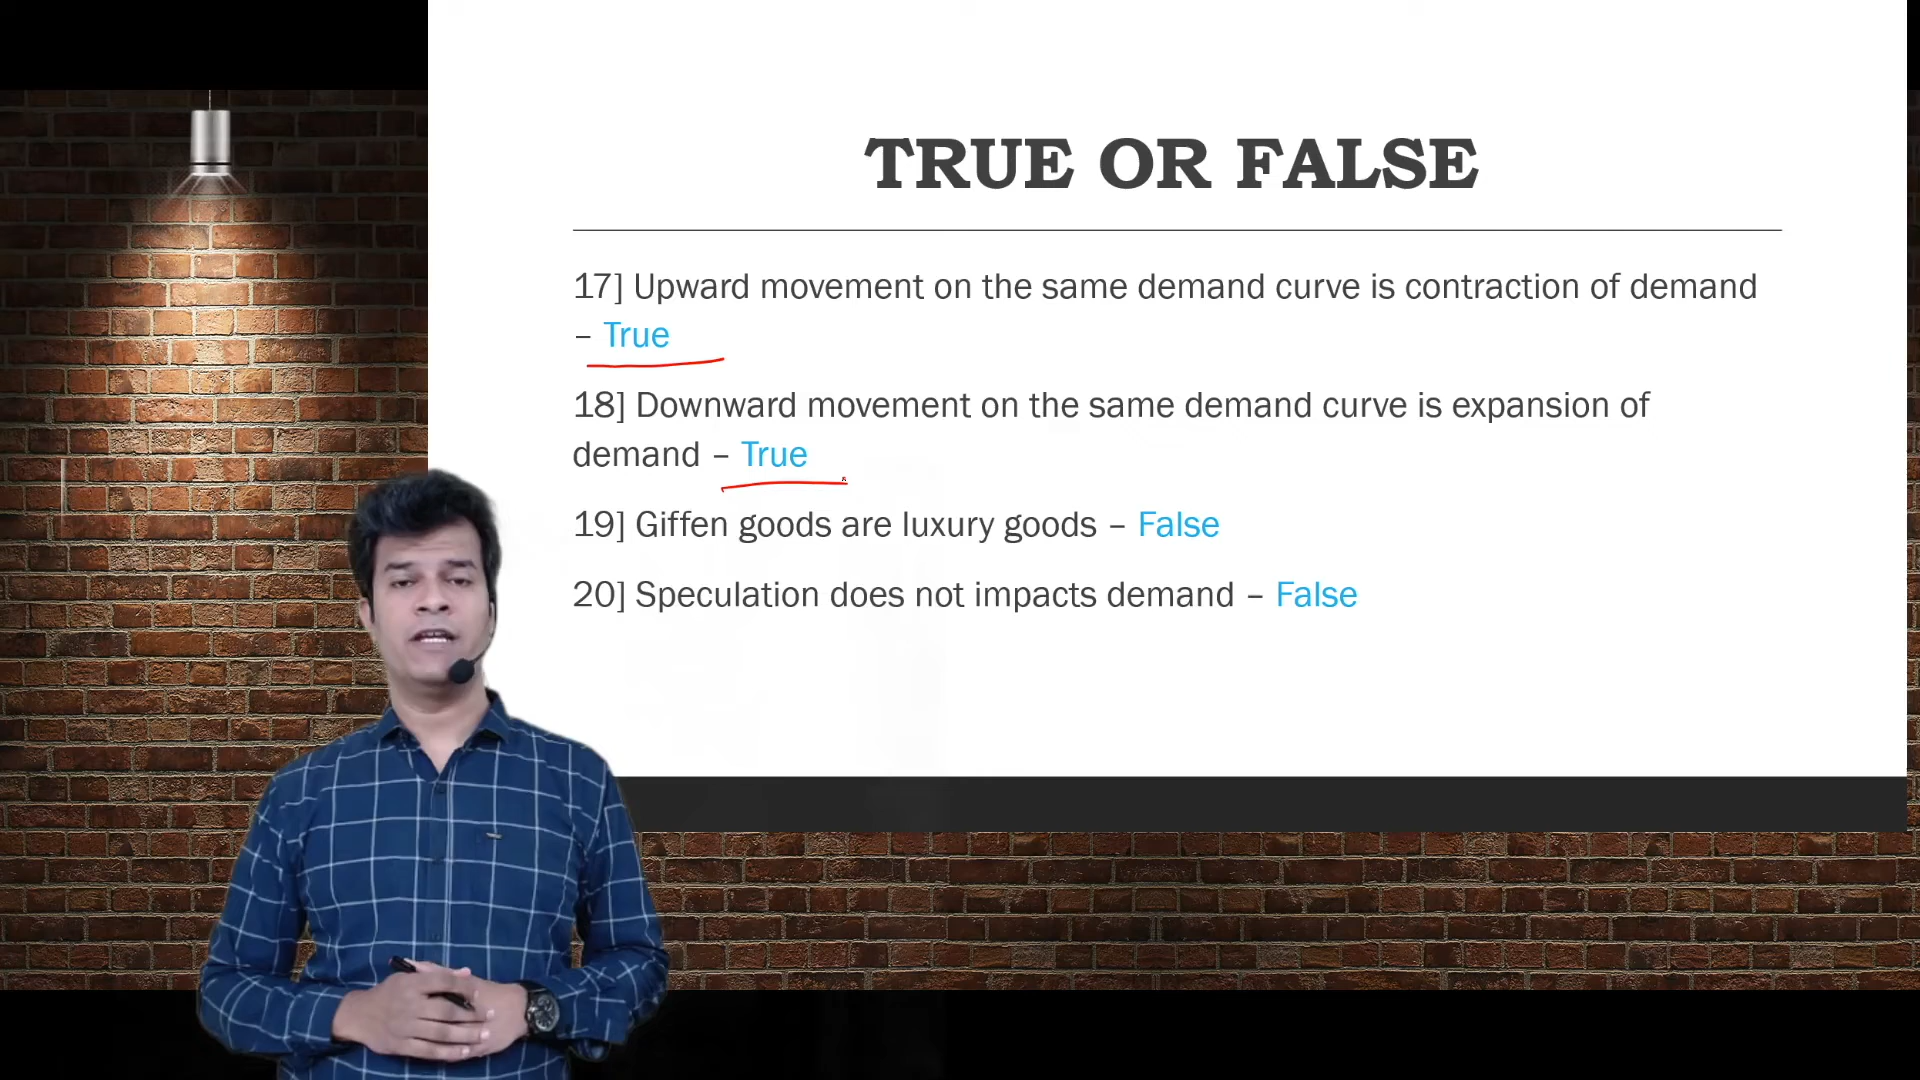 TRUE OR FALSE
17] Upward movement on the same demand curve is contraction of demand
– True
18] Downward movement on the same demand curve is expansion of
demand – True
19] Giffen goods are luxury goods – False
20] Speculation does not impacts demand – False